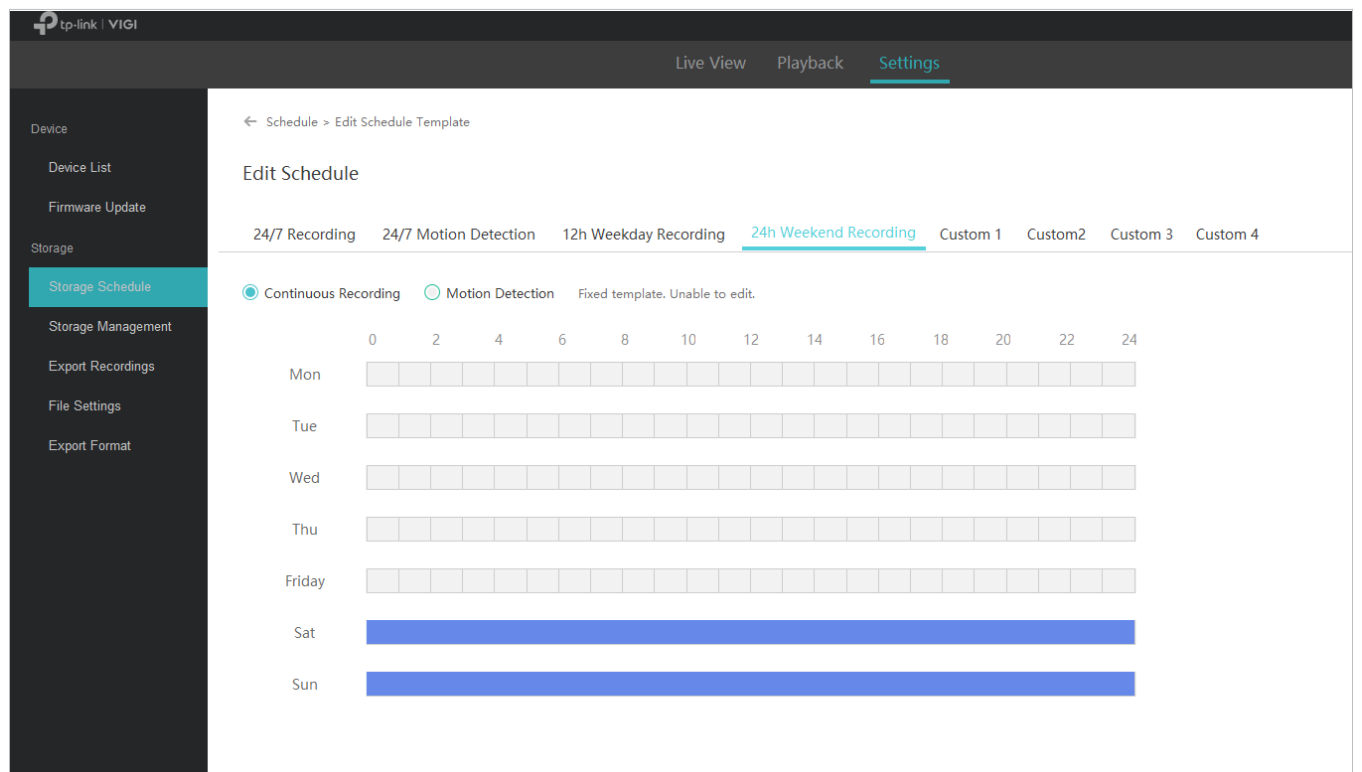 tp-link | VIGI
Live View Playback Settings
Device
Device List
Firmware Update
Storage
Storage Schedule
Storage Management
Export Recordings
File Settings
Export Format
← Schedule > Edit Schedule Template
Edit Schedule
24/7 Recording 24/7 Motion Detection 12h Weekday Recording 24h Weekend Recording Custom 1 Custom2 Custom 3 Custom 4
Continuous Recording Motion Detection Fixed template. Unable to edit.
0 2 4 6 8 10 12 14 16 18 20 22 24
Mon
Tue
Wed
Thu
Friday
Sat
Sun